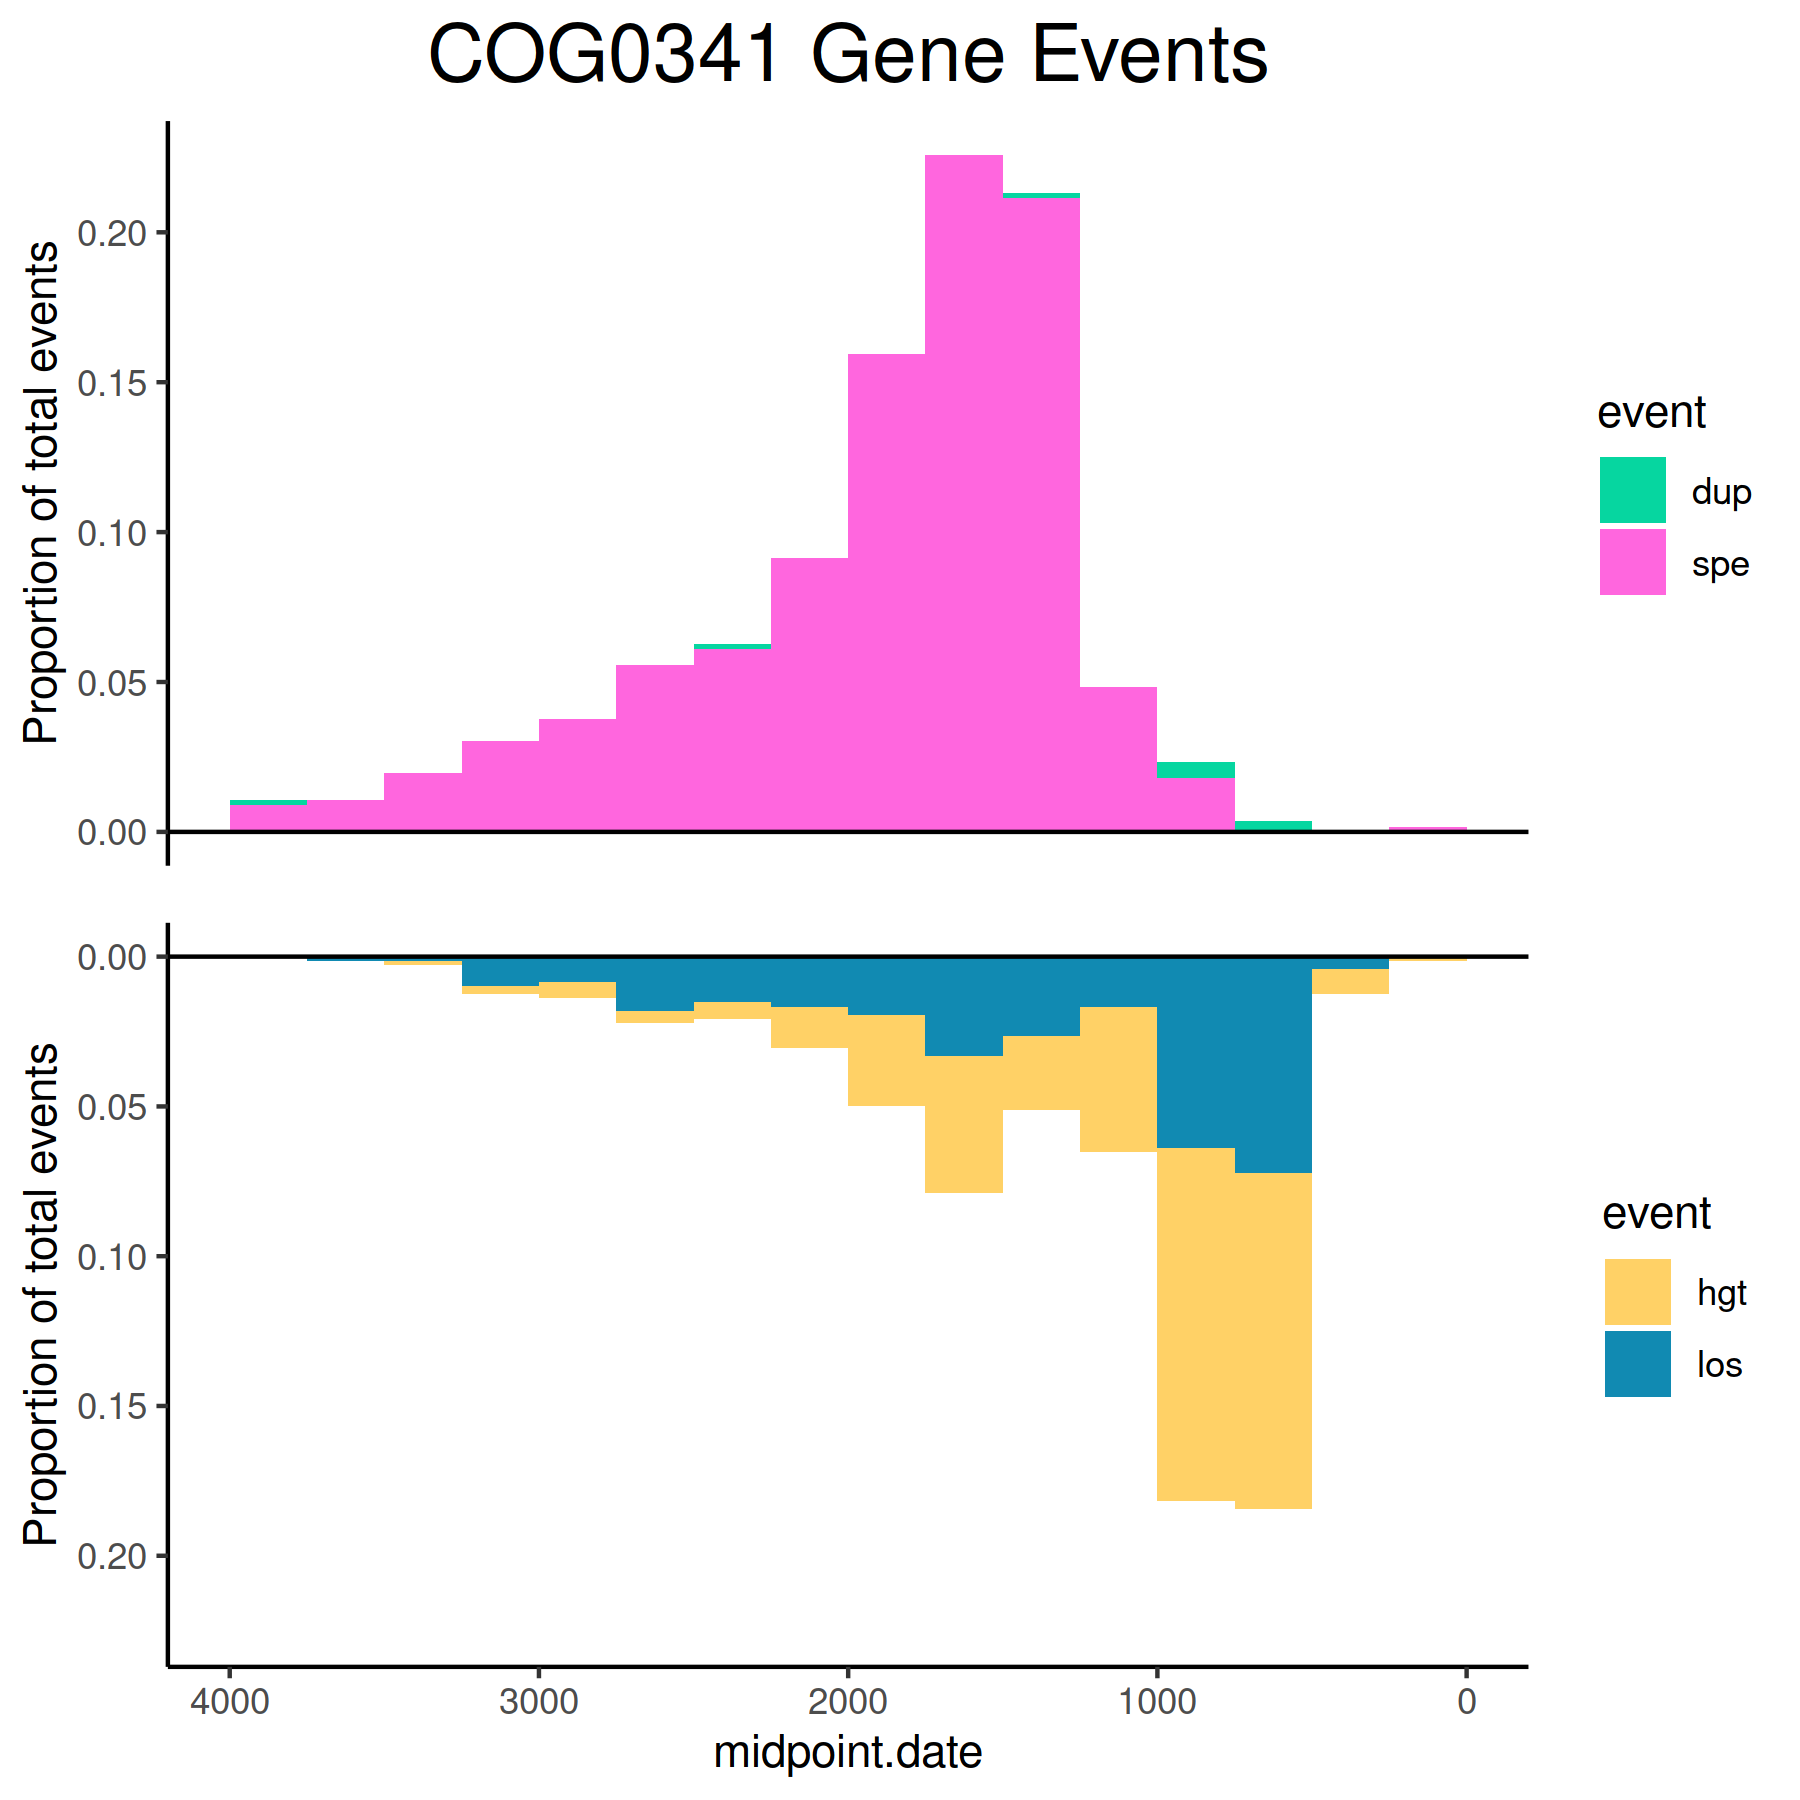 COG0341 Gene Events
Proportion of total events
0.20
0.15
0.10
0.05
0.00
event
dup
spe
Proportion of total events
0.00
0.05
0.10
0.15
0.20
event
hgt
los
4000 3000 2000 1000 0
midpoint.date